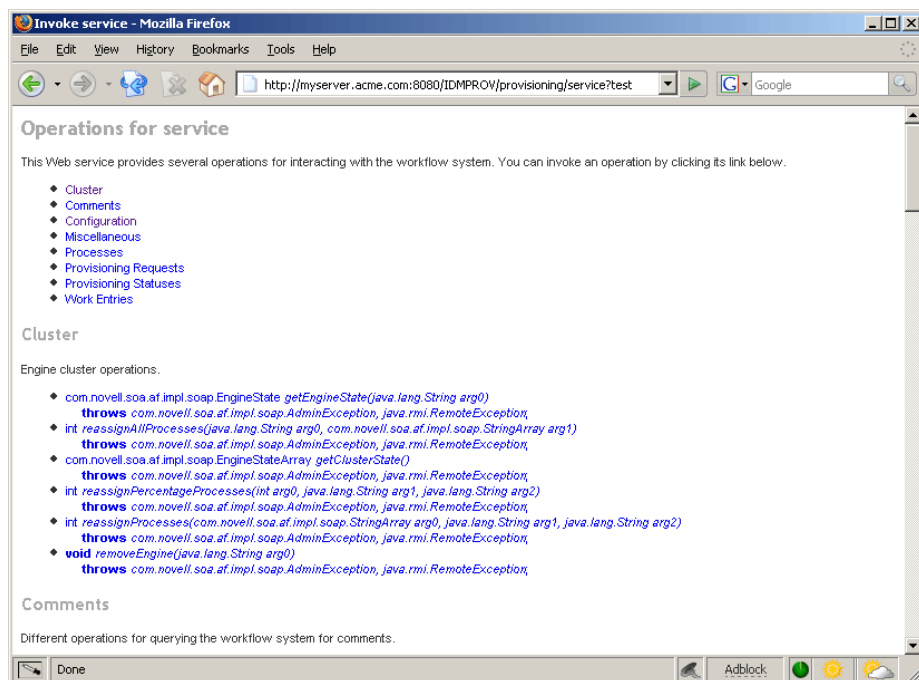 Invoke service - Mozilla Firefox
File Edit View History Bookmarks Tools Help
http://myserver.acme.com:8080/IDMPROV/provisioning/service?test
G Google
Operations for service
This Web service provides several operations for interacting with the workflow system. You can invoke an operation by clicking its link below.
Cluster
Comments
Configuration
Miscellaneous
Processes
Provisioning Requests
Provisioning Statuses
Work Entries
Cluster
Engine cluster operations.
com.novell.soa.af.impl.soap.EngineState getEngineState(java.lang.String arg0)
throws com.novell.soa.af.impl.soap.AdminException, java.rmi.RemoteException;
int reassignAllProcesses(java.lang.String arg0, com.novell.soa.af.impl.soap.StringArray arg1)
throws com.novell.soa.af.impl.soap.AdminException, java.rmi.RemoteException;
com.novell.soa.af.impl.soap.EngineStateArray getClusterState()
throws com.novell.soa.af.impl.soap.AdminException, java.rmi.RemoteException;
int reassignPercentageProcesses(int arg0, java.lang.String arg1, java.lang.String arg2)
throws com.novell.soa.af.impl.soap.AdminException, java.rmi.RemoteException;
int reassignProcesses(com.novell.soa.af.impl.soap.StringArray arg0, java.lang.String arg1, java.lang.String arg2)
throws com.novell.soa.af.impl.soap.AdminException, java.rmi.RemoteException;
void removeEngine(java.lang.String arg0)
throws com.novell.soa.af.impl.soap.AdminException, java.rmi.RemoteException;
Comments
Different operations for querying the workflow system for comments.
Done Adblock